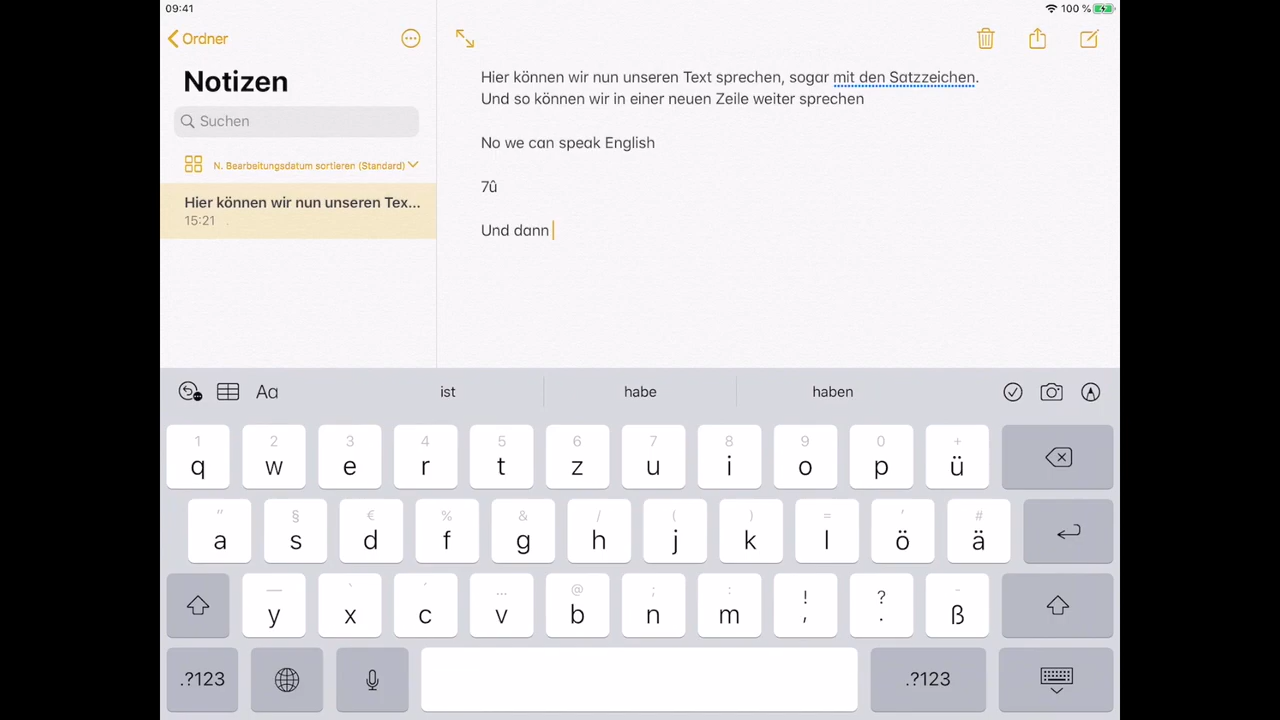 09:41
100 %
Ordner
Notizen
Suchen
N. Bearbeitungsdatum sortieren (Standard)
Hier können wir nun unseren Tex...
15:21
Hier können wir nun unseren Text sprechen, sogar mit den Satzzeichen.
Und so können wir in einer neuen Zeile weiter sprechen
No we can speak English
7û
Und dann
Aa
ist habe haben
1 2 3 4 5 6 7 8 9 0 +
q w e r t z u i o p ü
" § € % & / ( ) = ' #
a s d f g h j k l ö ä
— ` ´ ... @ ; : ! ? -
y x c v b n m , . ß
.?123 .?123